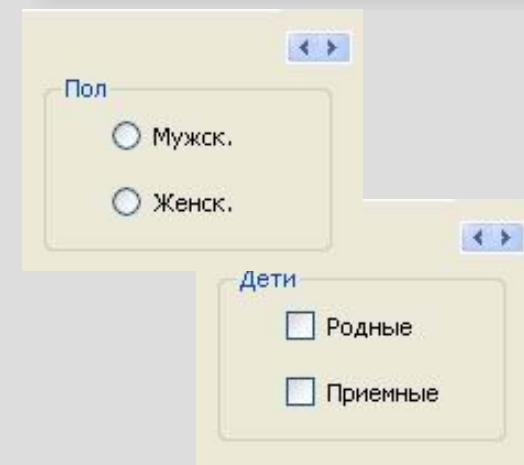 Пол
Мужск.
Женск.
Дети
Родные
Приемные